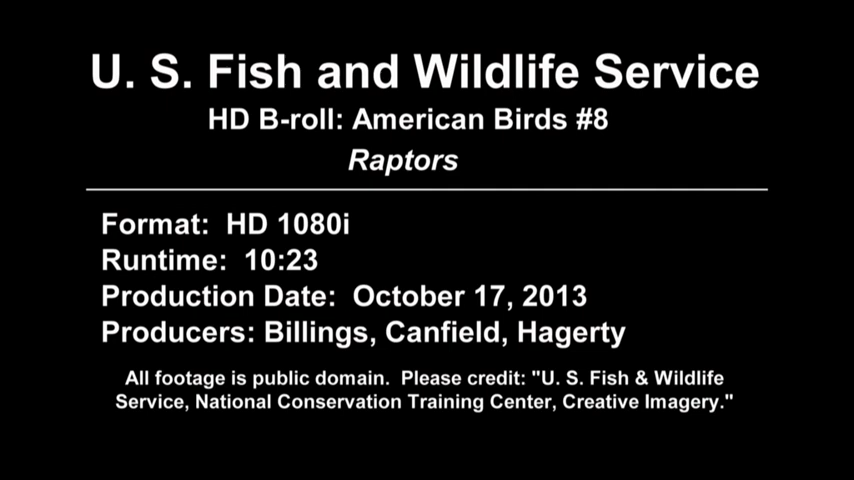 U. S. Fish and Wildlife Service
HD B-roll: American Birds #8
Raptors
Format: HD 1080i
Runtime: 10:23
Production Date: October 17, 2013
Producers: Billings, Canfield, Hagerty
All footage is public domain. Please credit: "U. S. Fish & Wildlife
Service, National Conservation Training Center, Creative Imagery."